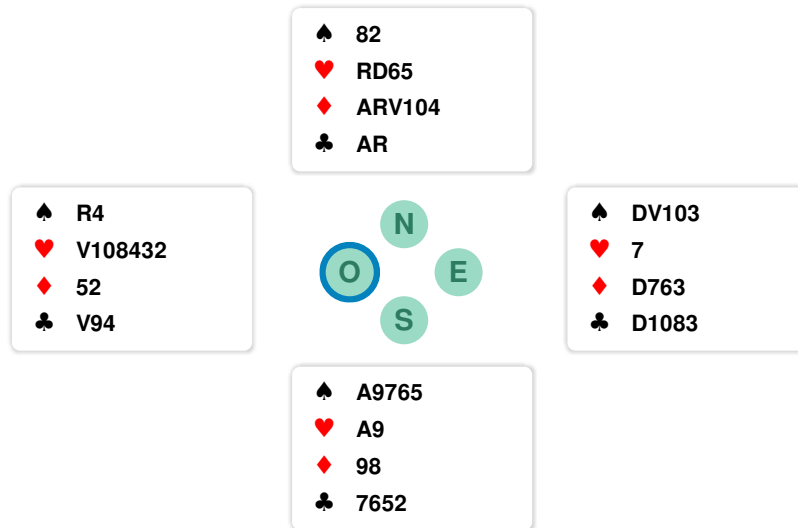 ♠ 82
♥ RD65
♦ ARV104
♣ AR
♠ R4
♥ V108432
♦ 52
♣ V94
N
O E
S
♠ DV103
♥ 7
♦ D763
♣ D1083
♠ A9765
♥ A9
♦ 98
♣ 7652